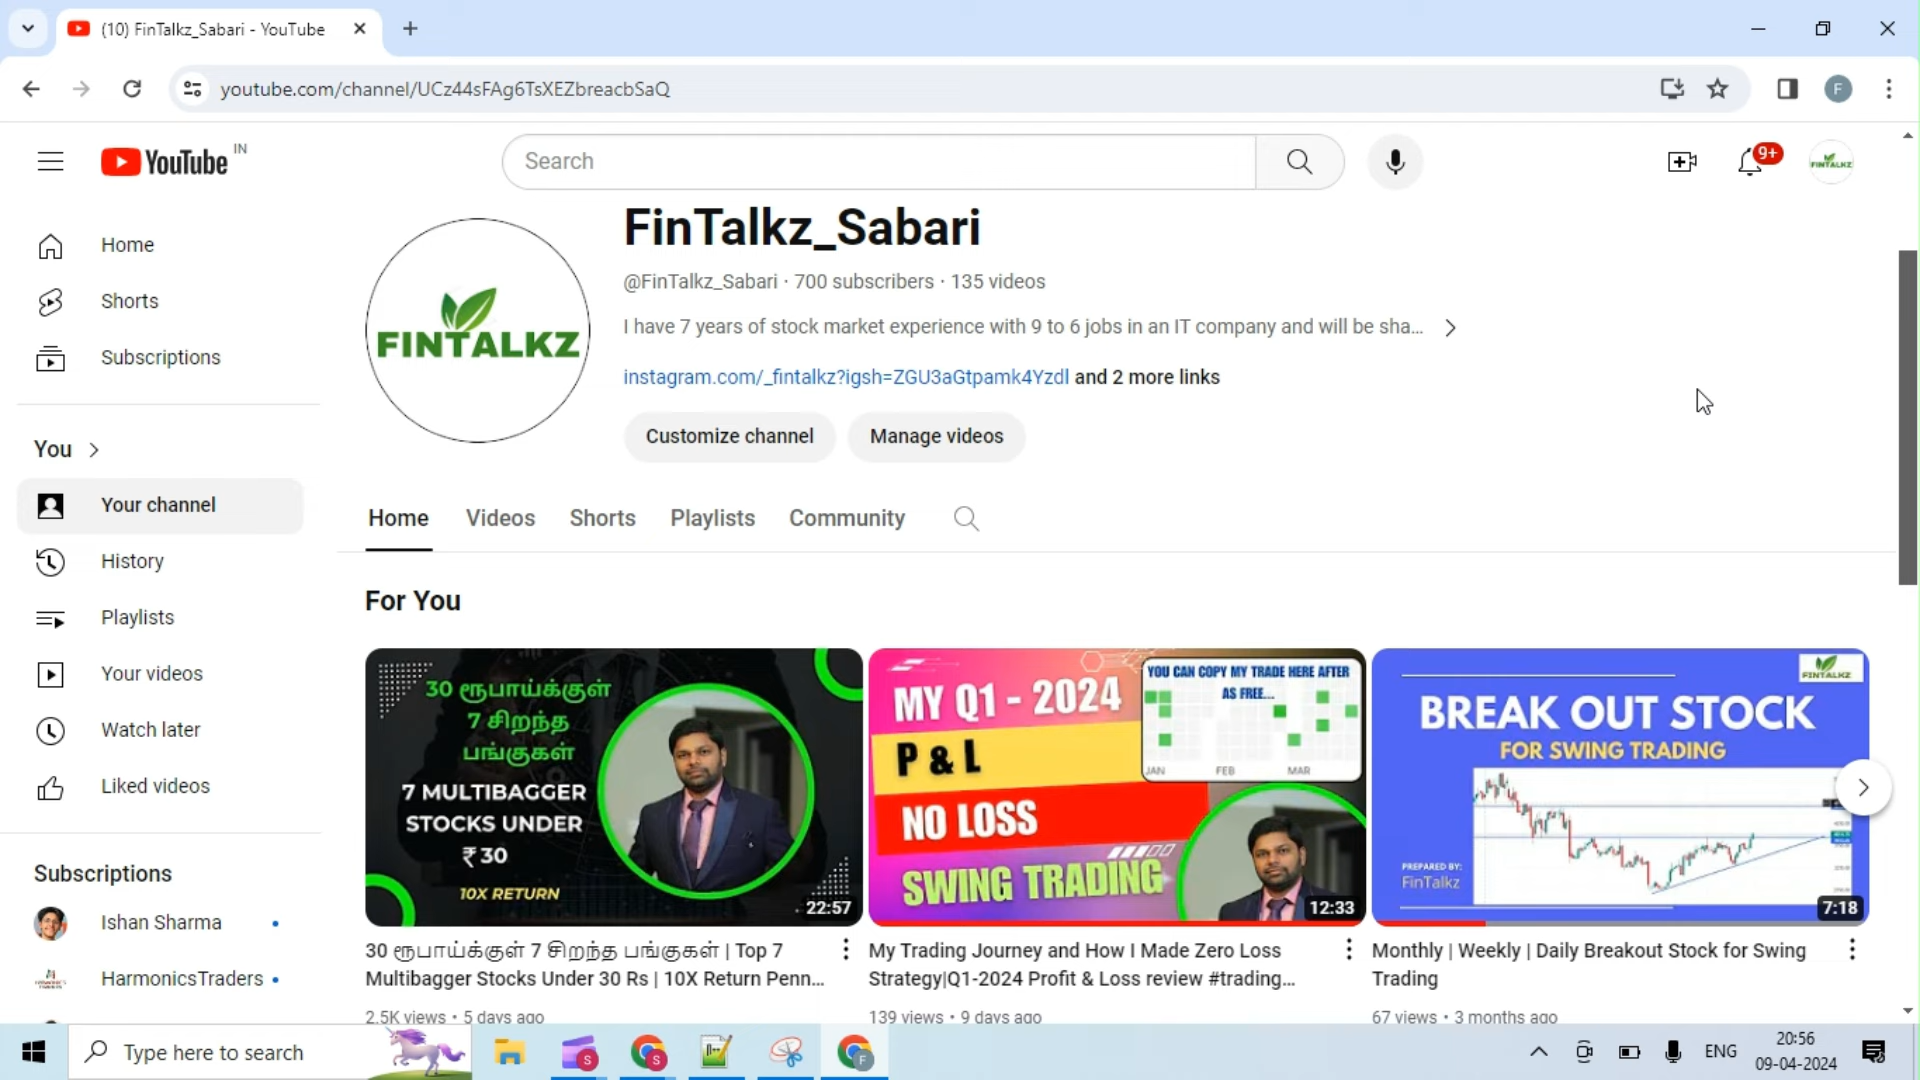 (10) FinTalkz_Sabari - YouTube
youtube.com/channel/UCz44sFAg6TsXEZbreacbSaQ
F
YouTube IN
Search
9+
FINTALKZ
Home
Shorts
Subscriptions
You
Your channel
History
Playlists
Your videos
Watch later
Liked videos
Subscriptions
Ishan Sharma
HarmonicsTraders
FINTALKZ
FinTalkz_Sabari
@FinTalkz_Sabari · 700 subscribers · 135 videos
I have 7 years of stock market experience with 9 to 6 jobs in an IT company and will be sha...
instagram.com/_fintalkz?igsh=ZGU3aGtpamk4Yzdl and 2 more links
Customize channel
Manage videos
Home
Videos
Shorts
Playlists
Community
For You
30 ரூபாய்க்குள்
7 சிறந்த
பங்குகள்
7 MULTIBAGGER
STOCKS UNDER
₹30
10X RETURN
22:57
30 ரூபாய்க்குள் 7 சிறந்த பங்குகள் | Top 7
Multibagger Stocks Under 30 Rs | 10X Return Penn...
2.5K views • 5 days ago
MY Q1 - 2024
P & L
NO LOSS
SWING TRADING
YOU CAN COPY MY TRADE HERE AFTER
AS FREE...
JAN
FEB
MAR
12:33
My Trading Journey and How I Made Zero Loss
Strategy|Q1-2024 Profit & Loss review #trading...
139 views • 9 days ago
FINTALKZ
BREAK OUT STOCK
FOR SWING TRADING
PREPARED BY:
FinTalkz
7:18
Monthly | Weekly | Daily Breakout Stock for Swing
Trading
67 views • 3 months ago
Type here to search
S
S
F
ENG
20:56
09-04-2024